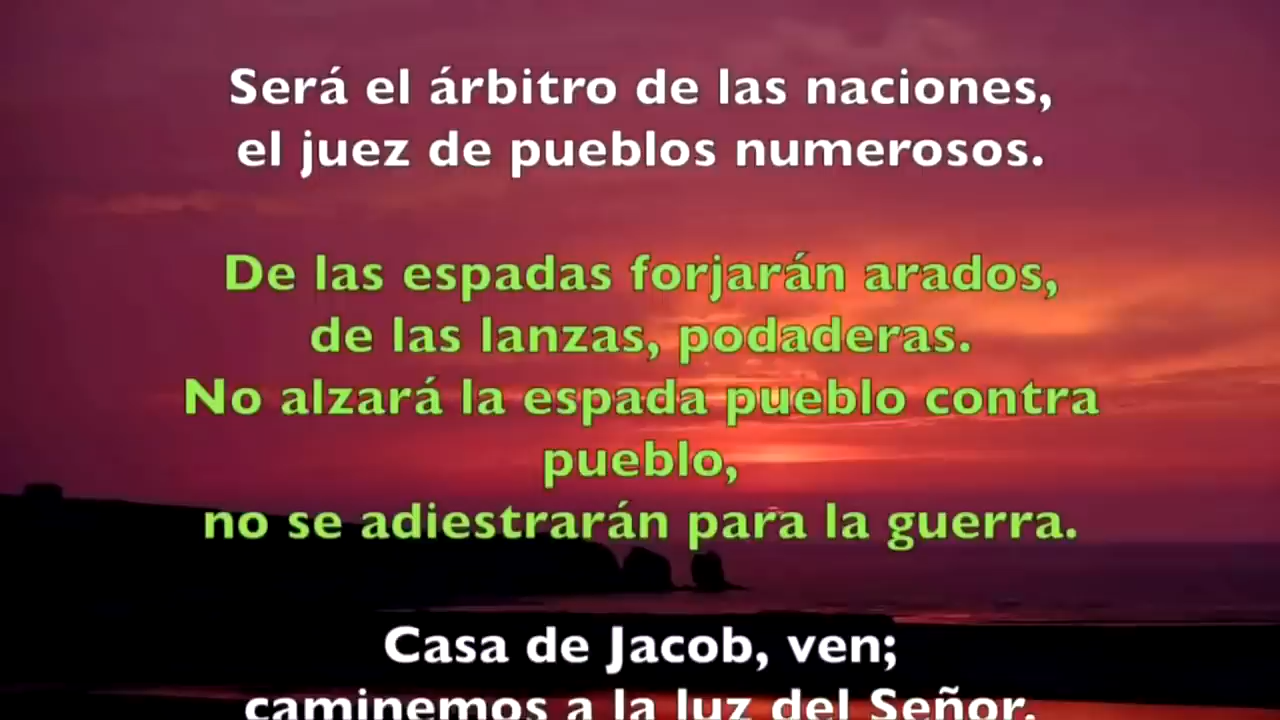 Será el árbitro de las naciones,
el juez de pueblos numerosos.
De las espadas forjarán arados,
de las lanzas, podaderas.
No alzará la espada pueblo contra
pueblo,
no se adiestrarán para la guerra.
Casa de Jacob, ven;
caminemos a la luz del Señor.